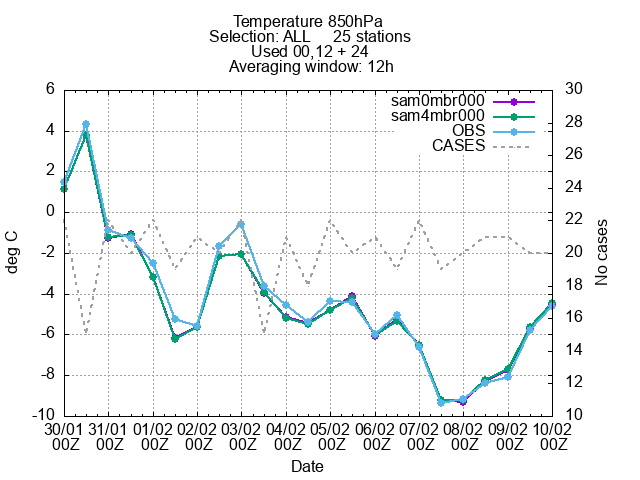 Temperature 850hPa
Selection: ALL 25 stations
Used 00,12 + 24
Averaging window: 12h
sam0mbr000
sam4mbr000
OBS
CASES
deg C
6
4
2
0
-2
-4
-6
-8
-10
No cases
30
28
26
24
22
20
18
16
14
12
10
30/01 31/01 01/02 02/02 03/02 04/02 05/02 06/02 07/02 08/02 09/02 10/02
00Z 00Z 00Z 00Z 00Z 00Z 00Z 00Z 00Z 00Z 00Z 00Z
Date